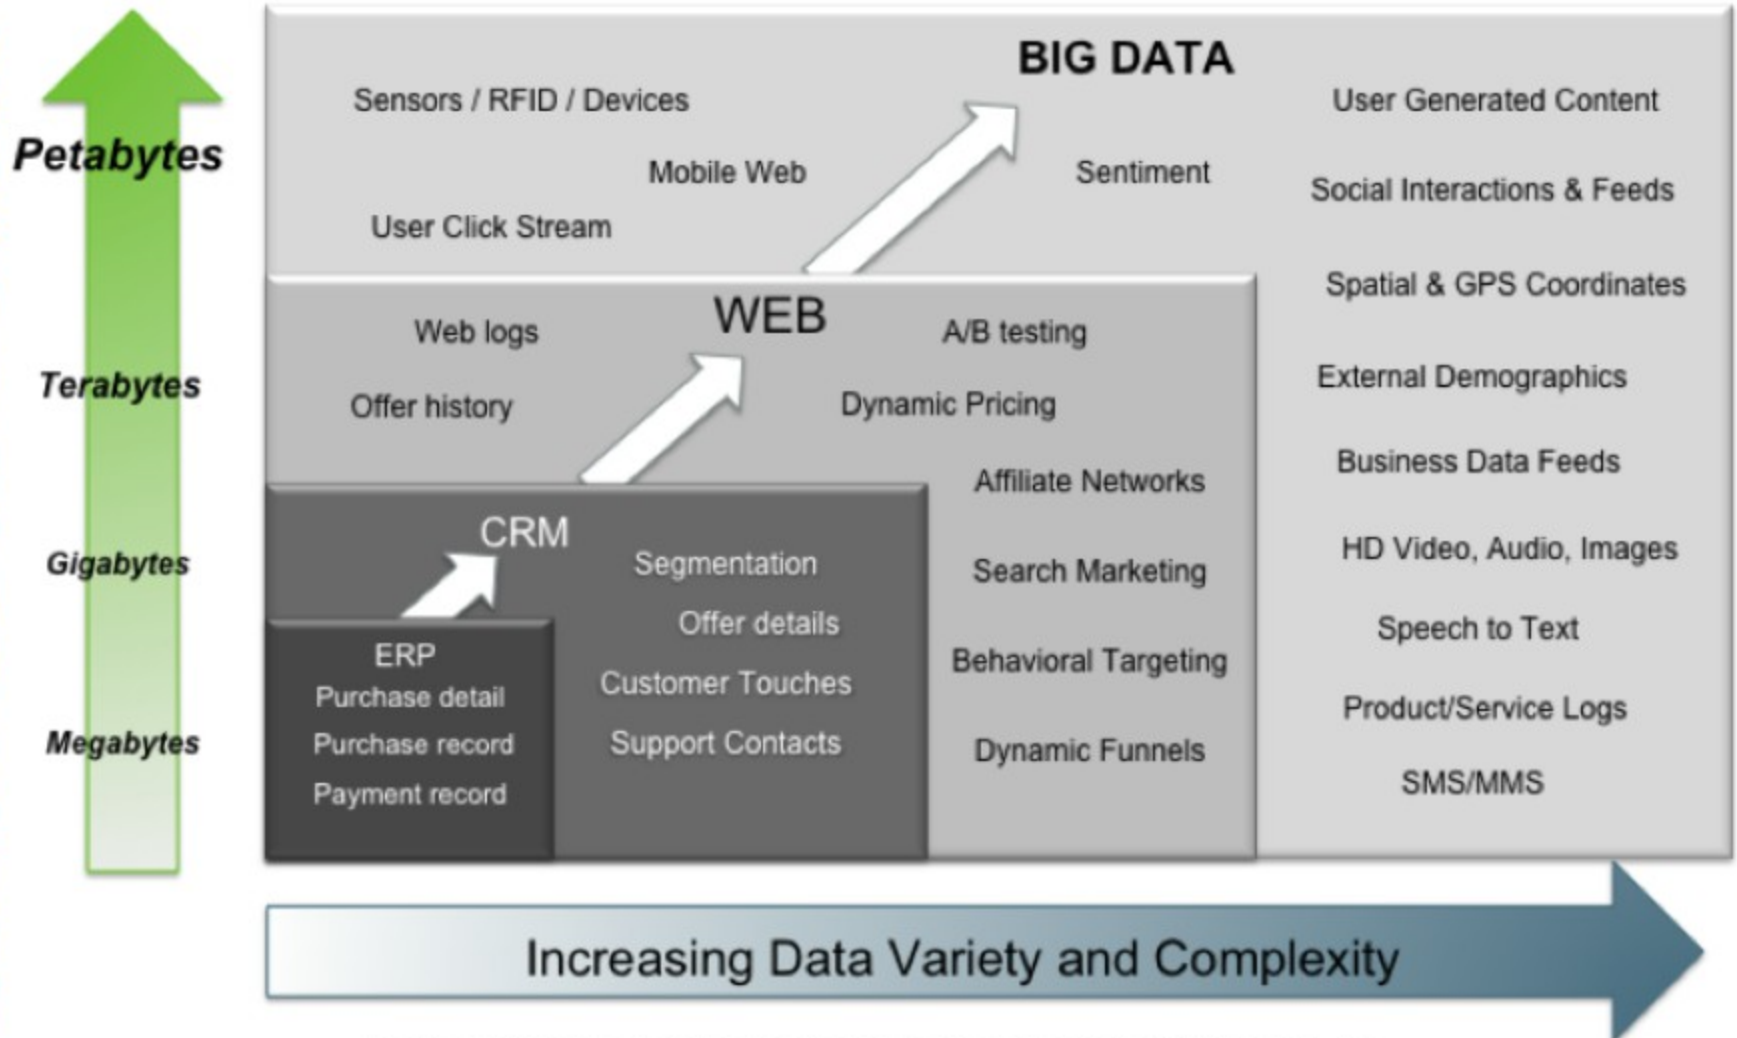 BIG DATA
Sensors / RFID / Devices
User Generated Content
Petabytes
Mobile Web
Sentiment
Social Interactions & Feeds
User Click Stream
Spatial & GPS Coordinates
WEB
Web logs
A/B testing
Terabytes
External Demographics
Offer history
Dynamic Pricing
Business Data Feeds
Affiliate Networks
CRM
HD Video, Audio, Images
Gigabytes
Segmentation
Search Marketing
Offer details
Speech to Text
ERP
Behavioral Targeting
Purchase detail
Customer Touches
Product/Service Logs
Megabytes
Purchase record
Support Contacts
Dynamic Funnels
SMS/MMS
Payment record
Increasing Data Variety and Complexity